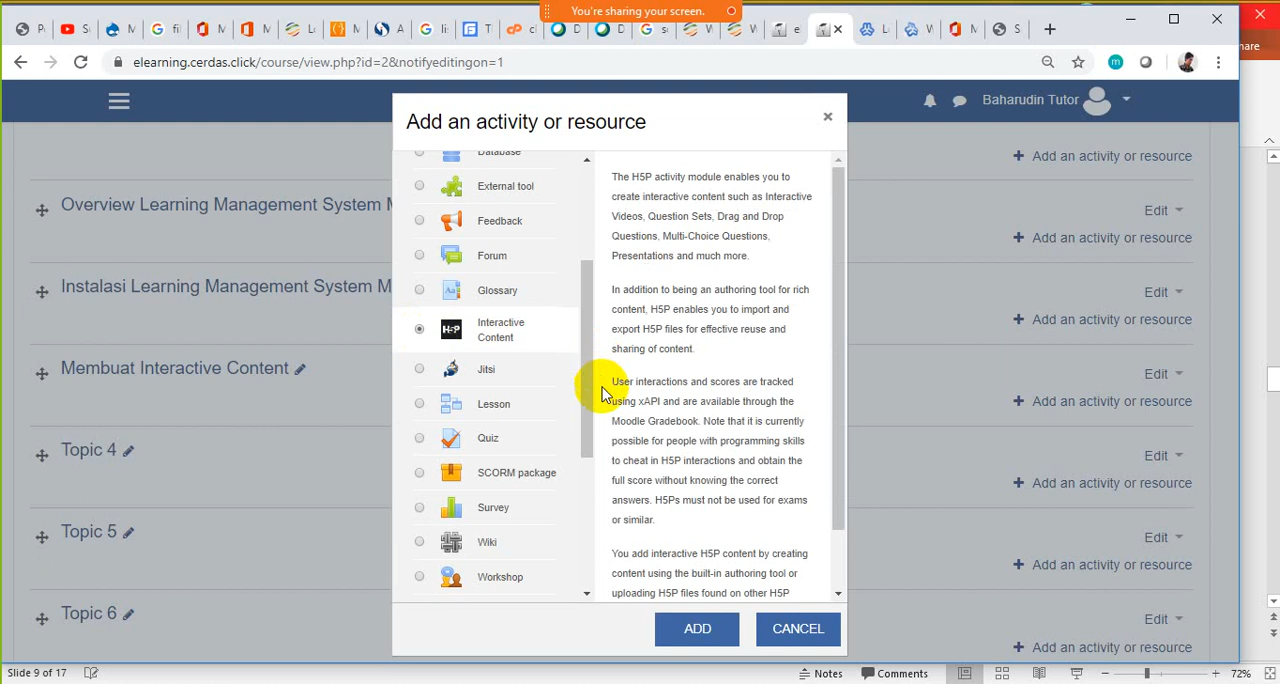 You're sharing your screen.
elearning.cerdas.click/course/view.php?id=2&notifyeditingon=1
Baharudin Tutor
Add an activity or resource
Database
External tool
Feedback
Forum
Glossary
H5P
Interactive
Content
Jitsi
Lesson
Quiz
SCORM package
Survey
Wiki
Workshop
The H5P activity module enables you to
create interactive content such as Interactive
Videos, Question Sets, Drag and Drop
Questions, Multi-Choice Questions,
Presentations and much more.
In addition to being an authoring tool for rich
content, H5P enables you to import and
export H5P files for effective reuse and
sharing of content.
User interactions and scores are tracked
using xAPI and are available through the
Moodle Gradebook. Note that it is currently
possible for people with programming skills
to cheat in H5P interactions and obtain the
full score without knowing the correct
answers. H5Ps must not be used for exams
or similar.
You add interactive H5P content by creating
content using the built-in authoring tool or
uploading H5P files found on other H5P
ADD
CANCEL
+ Add an activity or resource
Overview Learning Management System M
Edit
+ Add an activity or resource
Instalasi Learning Management System M
Edit
+ Add an activity or resource
Membuat Interactive Content
Edit
+ Add an activity or resource
Topic 4
Edit
+ Add an activity or resource
Topic 5
Edit
+ Add an activity or resource
Topic 6
Edit
+ Add an activity or resource
Slide 9 of 17
Notes
Comments
72%